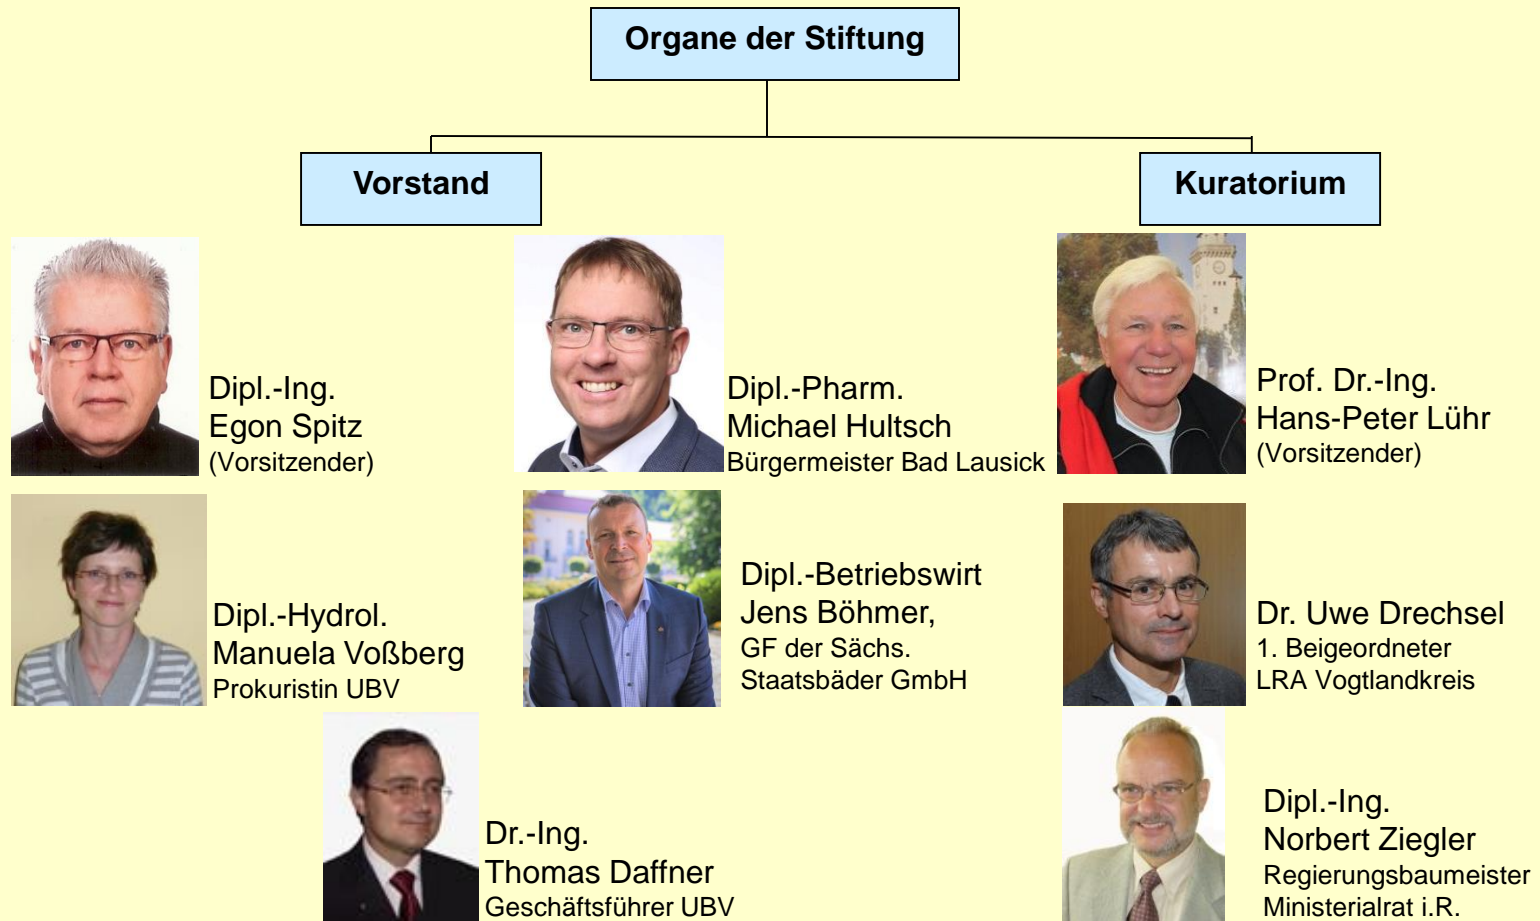 Organe der Stiftung
Vorstand
Kuratorium
Dipl.-Ing.
Egon Spitz
(Vorsitzender)
Dipl.-Pharm.
Michael Hultsch
Bürgermeister Bad Lausick
Prof. Dr.-Ing.
Hans-Peter Lühr
(Vorsitzender)
Dipl.-Hydrol.
Manuela Voßberg
Prokuristin UBV
Dipl.-Betriebswirt
Jens Böhmer,
GF der Sächs.
Staatsbäder GmbH
Dr. Uwe Drechsel
1. Beigeordneter
LRA Vogtlandkreis
Dr.-Ing.
Thomas Daffner
Geschäftsführer UBV
Dipl.-Ing.
Norbert Ziegler
Regierungsbaumeister
Ministerialrat i.R.